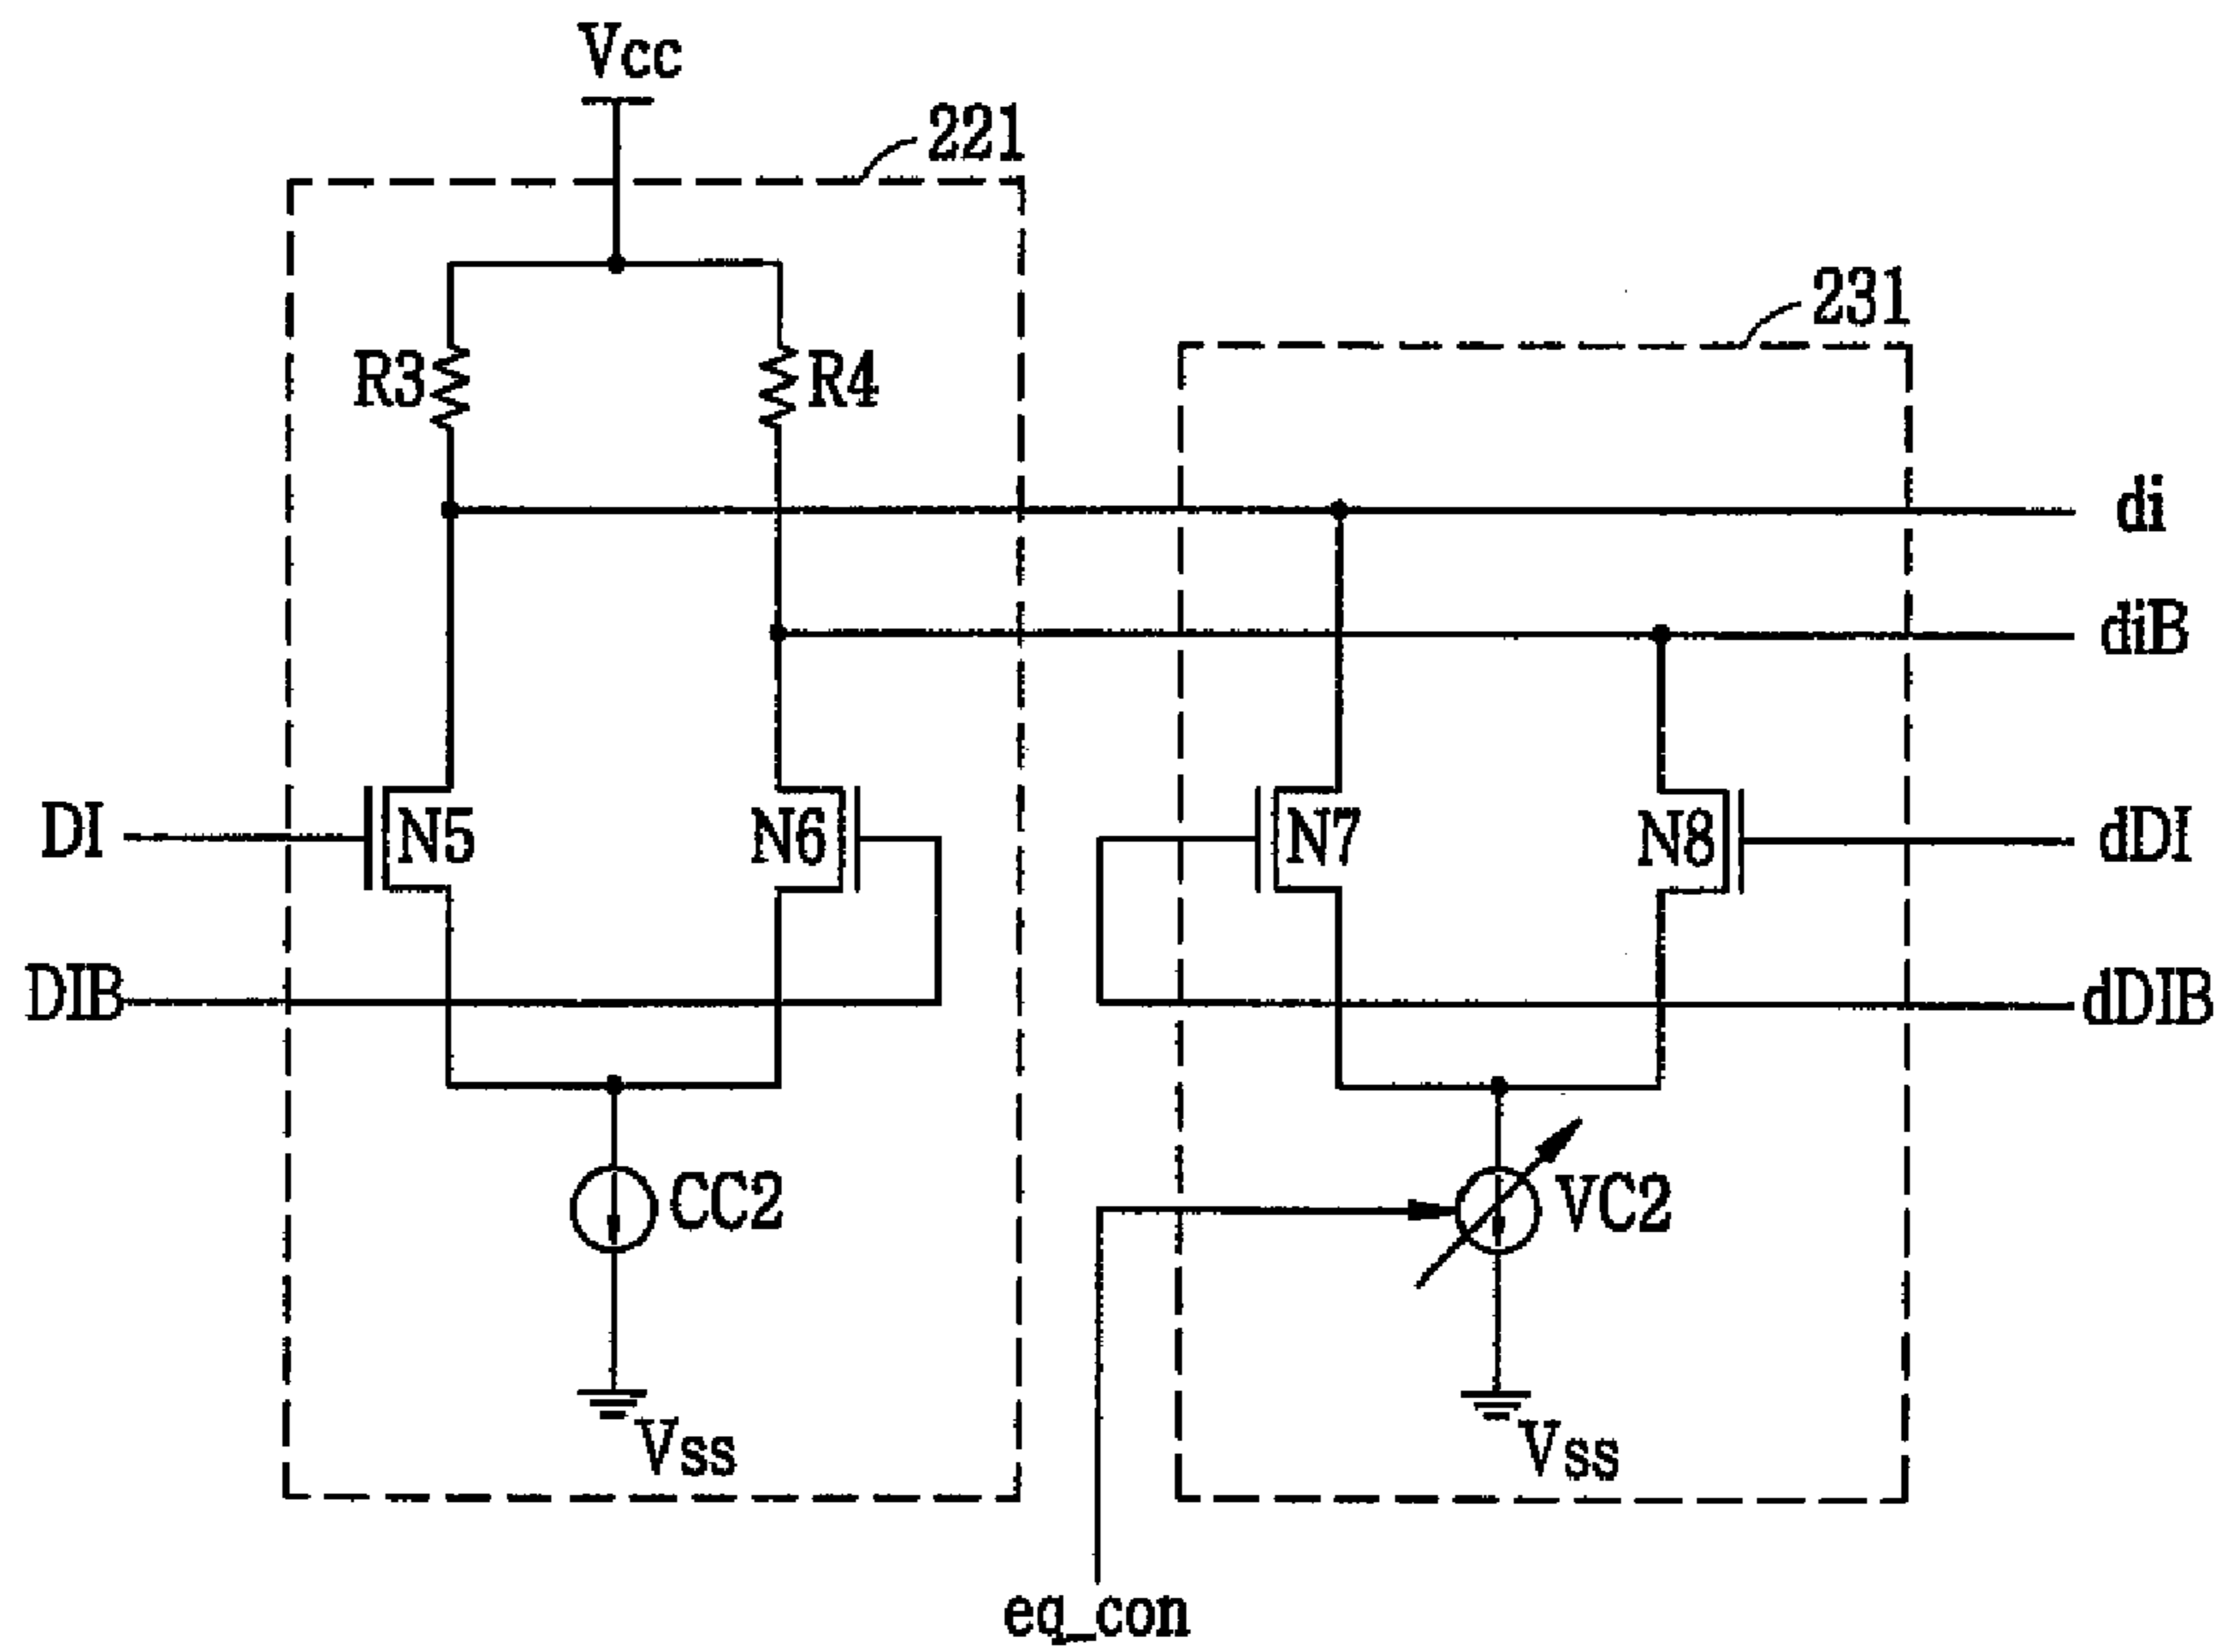 Vcc
221
231
R3
R4
di
diB
DI
N5
N6
N7
N8
dDI
DIB
dDIB
CC2
VC2
Vss
Vss
eq_con